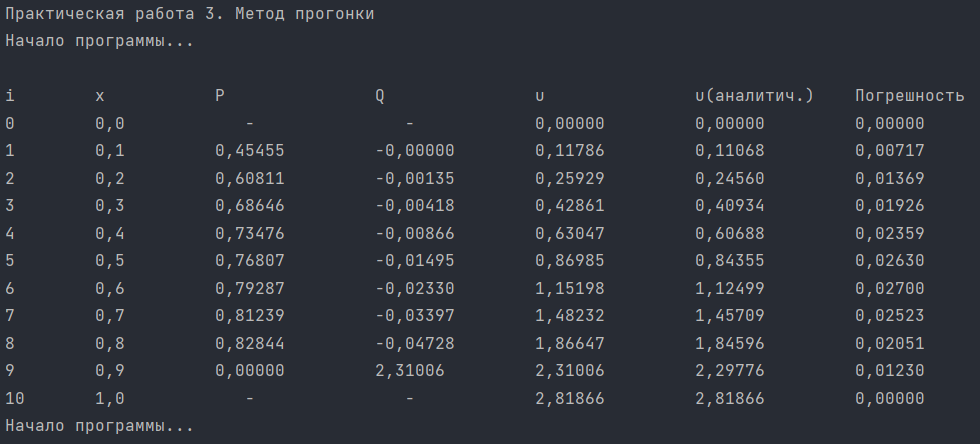 Практическая работа 3. Метод прогонки
Начало программы...
i x P Q u u(аналитич.) Погрешность
0 0,0 - - 0,00000 0,00000 0,00000
1 0,1 0,45455 -0,00000 0,11786 0,11068 0,00717
2 0,2 0,60811 -0,00135 0,25929 0,24560 0,01369
3 0,3 0,68646 -0,00418 0,42861 0,40934 0,01926
4 0,4 0,73476 -0,00866 0,63047 0,60688 0,02359
5 0,5 0,76807 -0,01495 0,86985 0,84355 0,02630
6 0,6 0,79287 -0,02330 1,15198 1,12499 0,02700
7 0,7 0,81239 -0,03397 1,48232 1,45709 0,02523
8 0,8 0,82844 -0,04728 1,86647 1,84596 0,02051
9 0,9 0,00000 2,31006 2,31006 2,29776 0,01230
10 1,0 - - 2,81866 2,81866 0,00000
Начало программы...